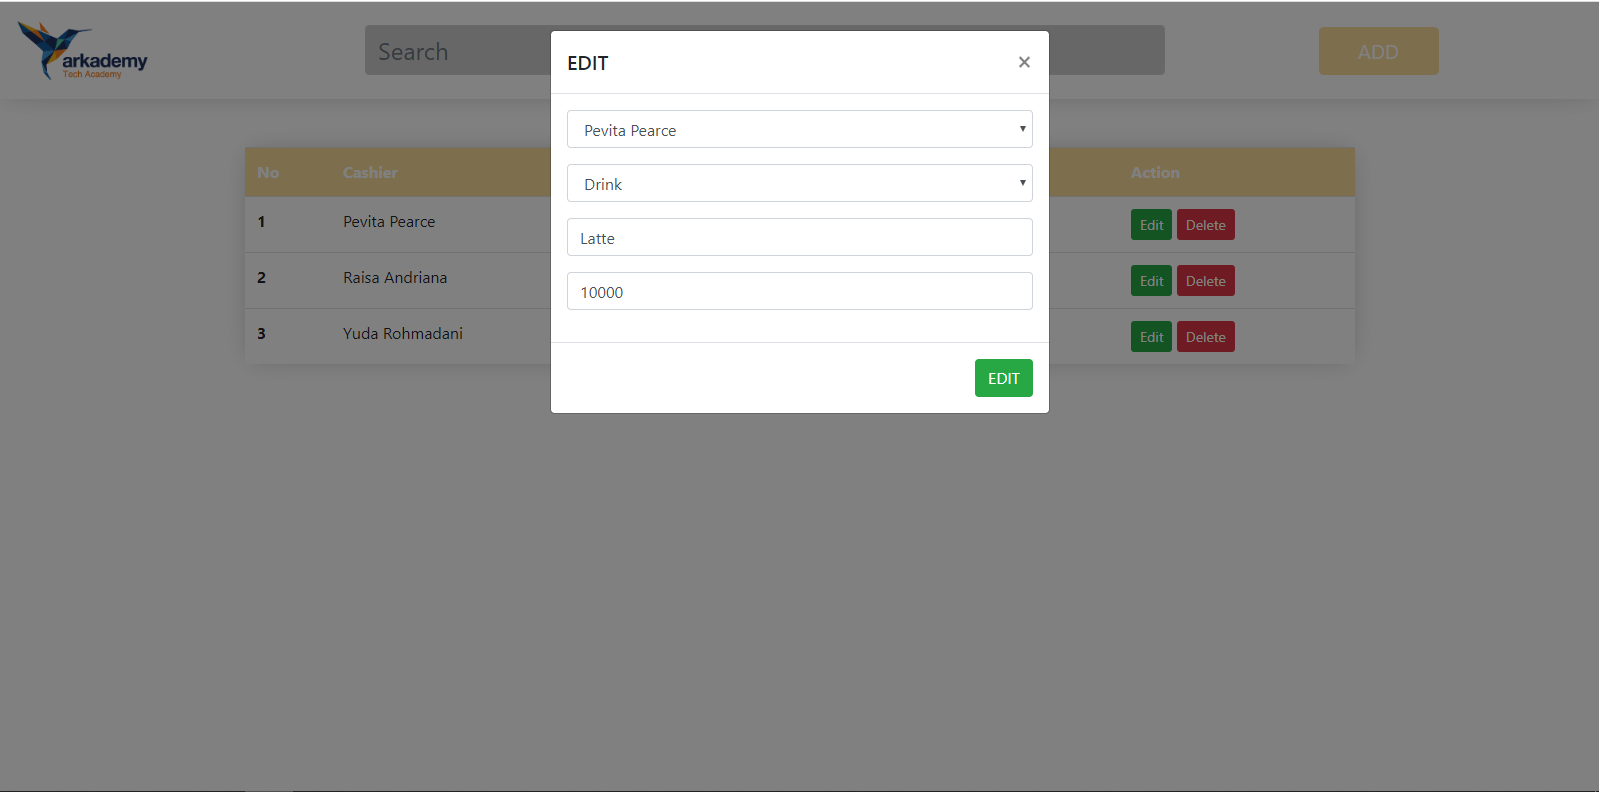 arkademy
Tech Academy
Search
ADD
EDIT ×
Pevita Pearce
Drink
Latte
10000
EDIT
No Cashier Action
1 Pevita Pearce Edit Delete
2 Raisa Andriana Edit Delete
3 Yuda Rohmadani Edit Delete